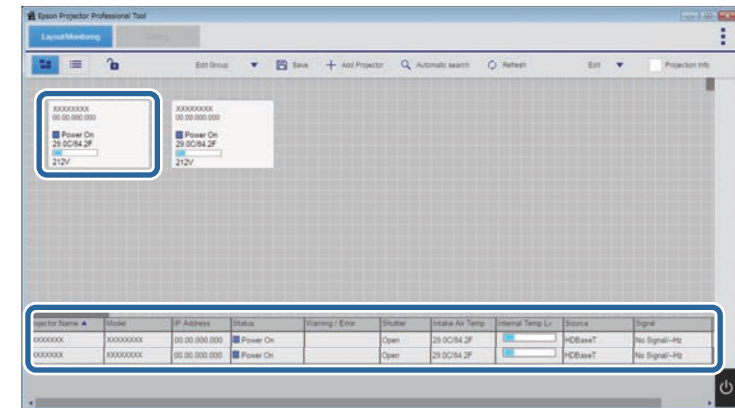 Epson Projector Professional Tool
Layout/Monitoring
Edit Group ▼ Save + Add Projector Automatic search Refresh Edit ▼ Projection Info
XXXXXXXX
00.00.000.000
Power On
29.0C/84.2F
212V
XXXXXXXX
00.00.000.000
Power On
29.0C/84.2F
212V
ojector Name ▲ Model IP Address Status Warning / Error Shutter Intake Air Temp Internal Temp Lv Source Signal
XXXXXXX XXXXXXXX 00.00.000.000 Power On Open 29.0C/84.2F HDBaseT No Signal/--Hz
XXXXXXX XXXXXXXX 00.00.000.000 Power On Open 29.0C/84.2F HDBaseT No Signal/--Hz